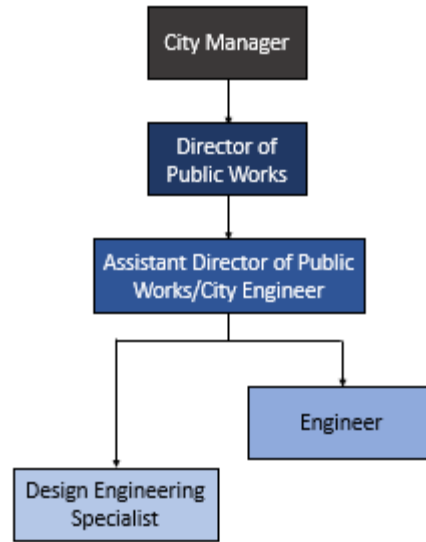 City Manager
Director of
Public Works
Assistant Director of Public
Works/City Engineer
Engineer
Design Engineering
Specialist